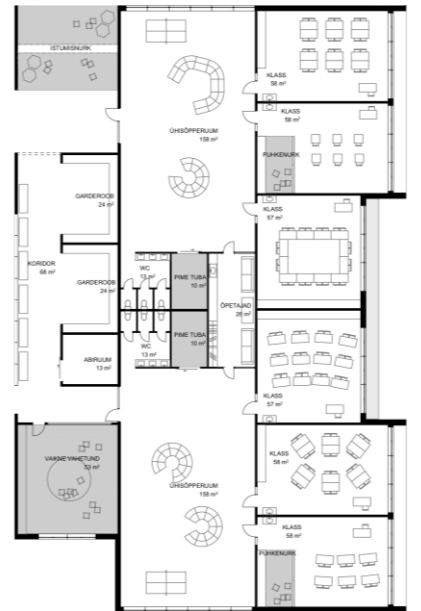 ISTUMISNURK
KLASS
58 m²
KLASS
58 m²
ÜHISÕPPERUUM
158 m²
PUHKENURK
GARDEROOB
24 m²
KLASS
57 m²
KORIDOR
68 m²
GARDEROOB
24 m²
WC
13 m²
PIME TUBA
10 m²
ÕPETAJAD
26 m²
ABIRUUM
13 m²
WC
13 m²
PIME TUBA
10 m²
KLASS
57 m²
VAIKNE VAHETUND
53 m²
KLASS
58 m²
ÜHISÕPPERUUM
158 m²
KLASS
58 m²
PUHKENURK